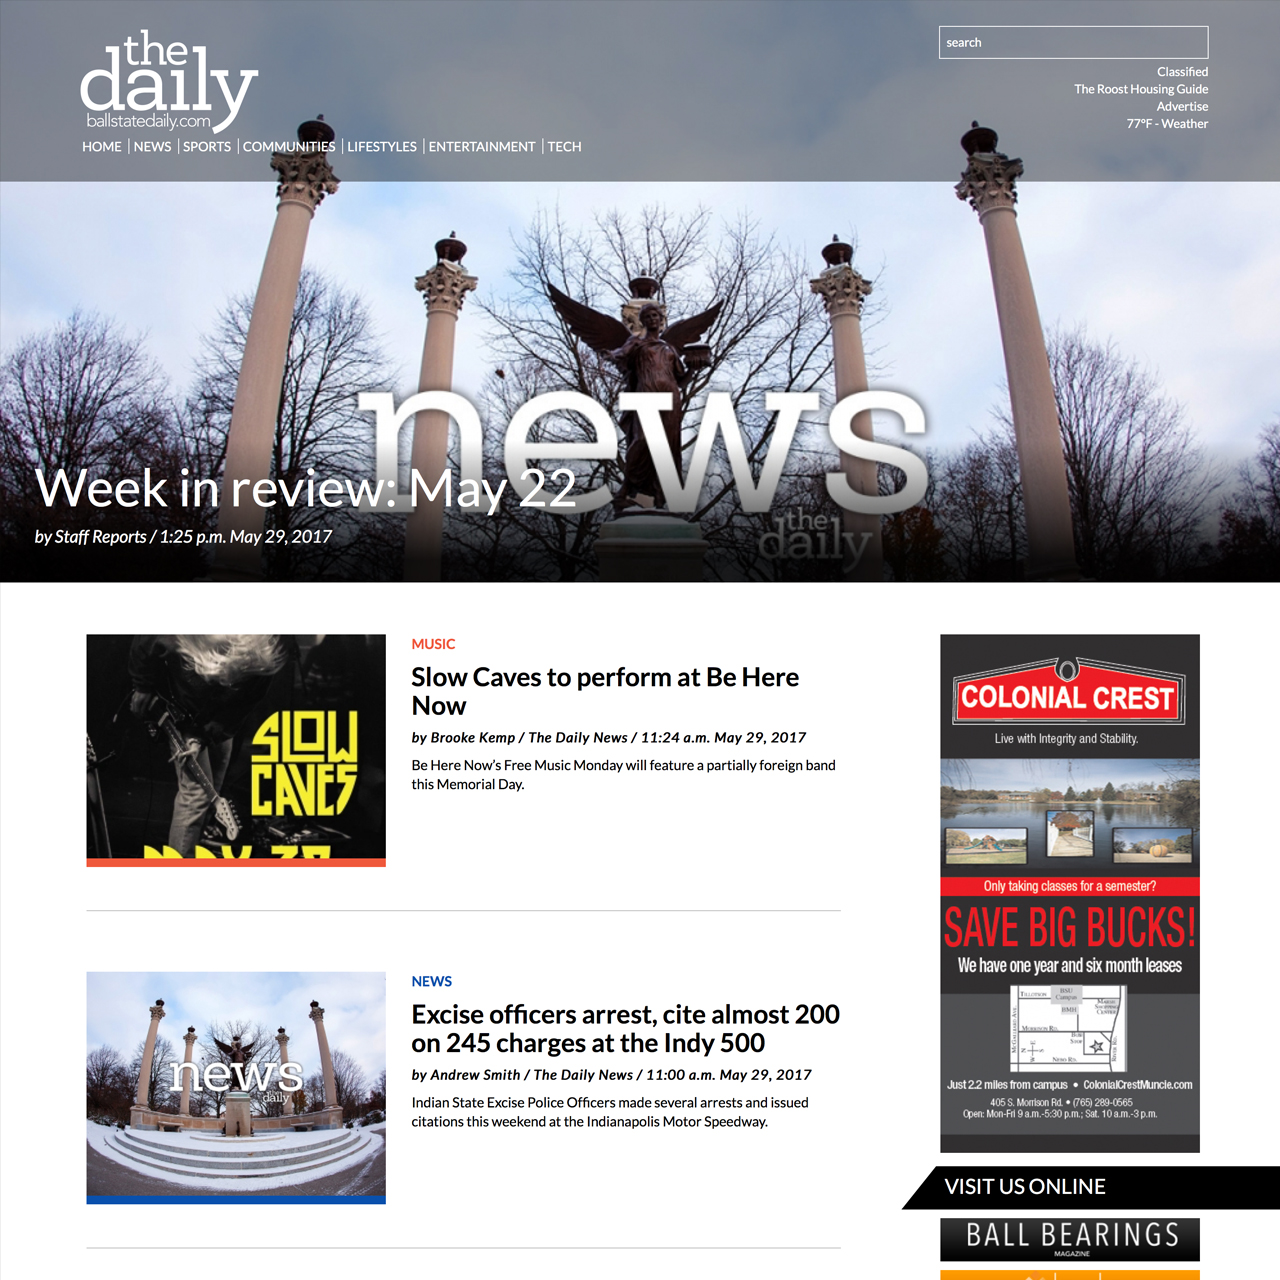 the
daily
ballstatedaily.com
search
Classified
The Roost Housing Guide
Advertise
77°F - Weather
HOME
NEWS
SPORTS
COMMUNITIES
LIFESTYLES
ENTERTAINMENT
TECH
news
the
daily
Week in review: May 22
by Staff Reports / 1:25 p.m. May 29, 2017
SLOW
CAVES
MUSIC
Slow Caves to perform at Be Here
Now
by Brooke Kemp / The Daily News / 11:24 a.m. May 29, 2017
Be Here Now’s Free Music Monday will feature a partially foreign band
this Memorial Day.
news
the
daily
NEWS
Excise officers arrest, cite almost 200
on 245 charges at the Indy 500
by Andrew Smith / The Daily News / 11:00 a.m. May 29, 2017
Indian State Excise Police Officers made several arrests and issued
citations this weekend at the Indianapolis Motor Speedway.
COLONIAL CREST
Live with Integrity and Stability.
Only taking classes for a semester?
SAVE BIG BUCKS!
We have one year and six month leases
TILLOTSON
BSU
Campus
BMH
MORRISON RD.
Just 2.2 miles from campus • ColonialCrestMuncie.com
405 S. Morrison Rd. • (765) 289-0565
Open: Mon-Fri 9 a.m.-5:30 p.m.; Sat. 10 a.m.-3 p.m.
VISIT US ONLINE
BALL BEARINGS
MAGAZINE